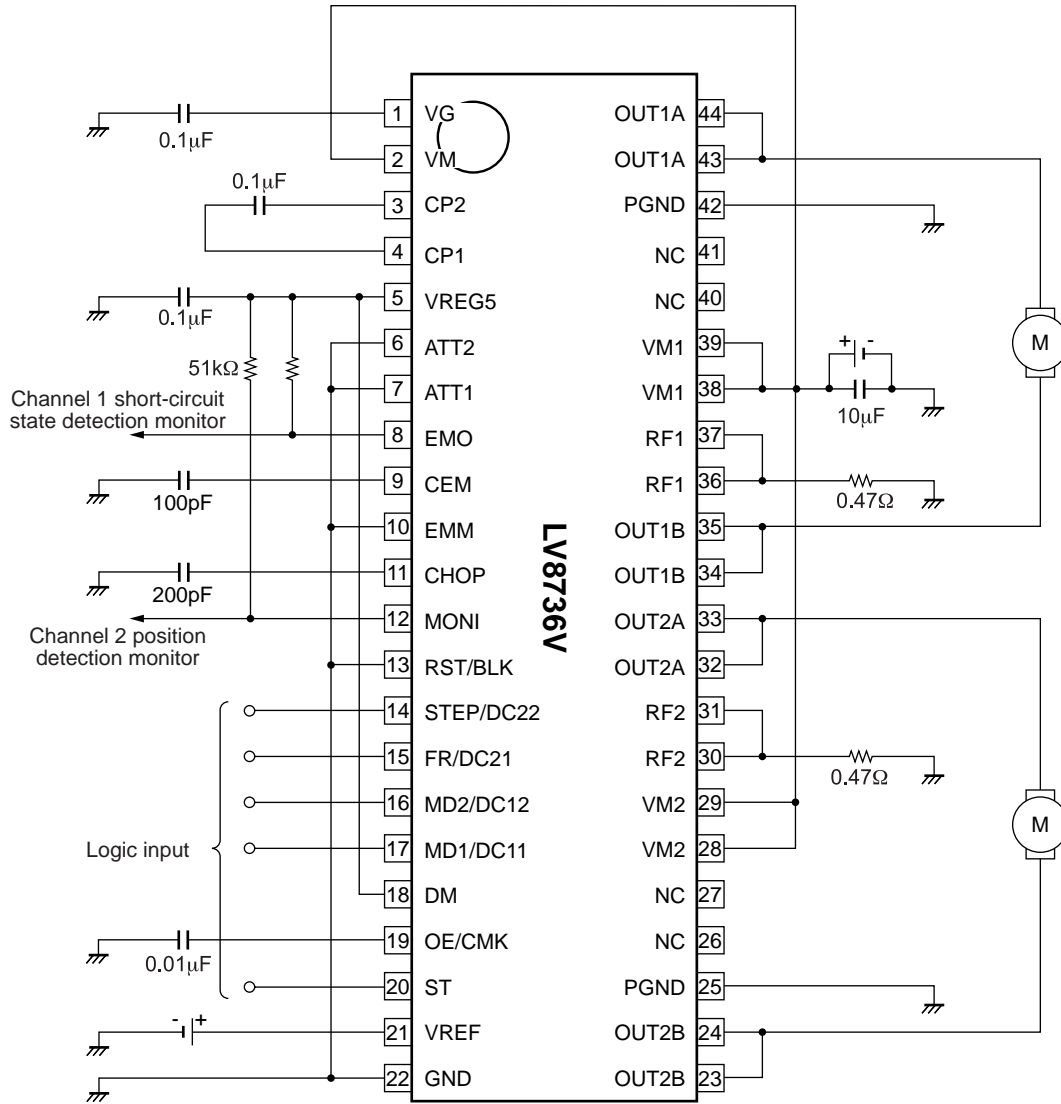 1 VG OUT1A 44
0.1µF
2 VM OUT1A 43
0.1µF
3 CP2 PGND 42
4 CP1 NC 41
5 VREG5 NC 40
0.1µF
6 ATT2 VM1 39
+ -
M
51kΩ
7 ATT1 VM1 38
10µF
Channel 1 short-circuit
state detection monitor
8 EMO RF1 37
9 CEM RF1 36
100pF
0.47Ω
10 EMM OUT1B 35
LV8736V
11 CHOP OUT1B 34
200pF
12 MONI OUT2A 33
Channel 2 position
detection monitor
13 RST/BLK OUT2A 32
14 STEP/DC22 RF2 31
15 FR/DC21 RF2 30
0.47Ω
16 MD2/DC12 VM2 29
M
Logic input
17 MD1/DC11 VM2 28
18 DM NC 27
19 OE/CMK NC 26
0.01µF
20 ST PGND 25
- +
21 VREF OUT2B 24
22 GND OUT2B 23